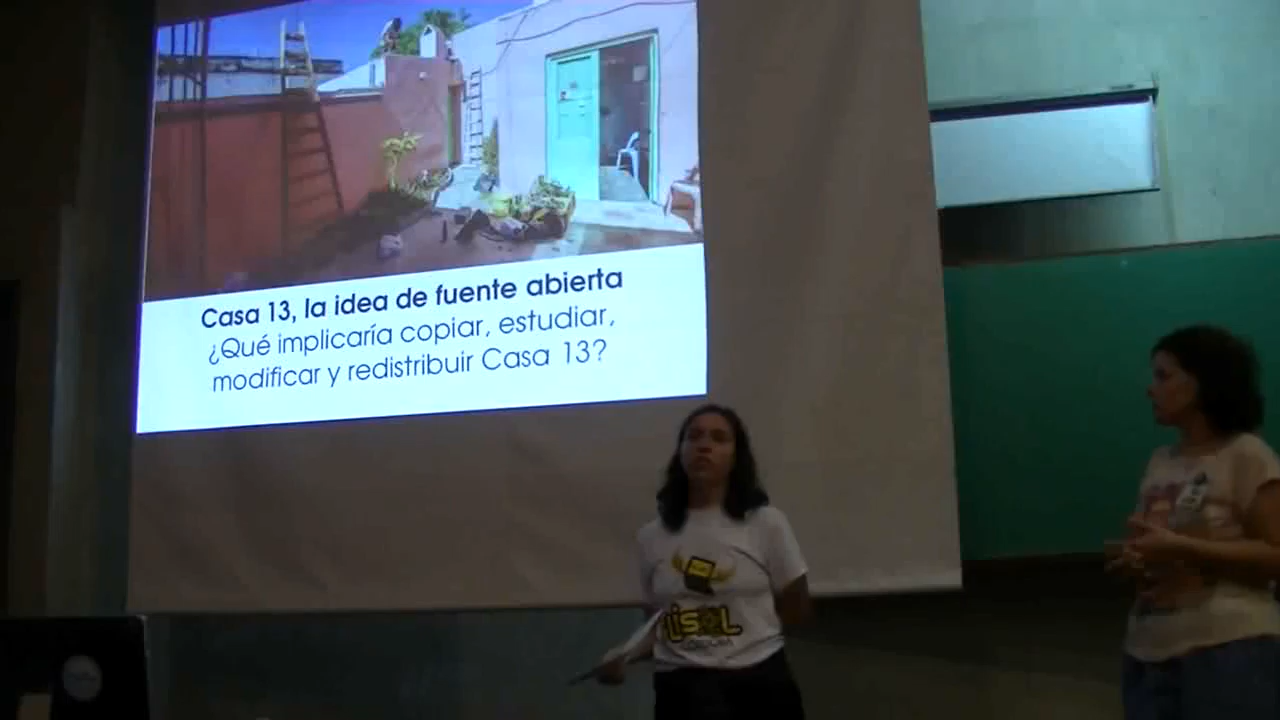 Casa 13, la idea de fuente abierta
¿Qué implicaría copiar, estudiar,
modificar y redistribuir Casa 13?